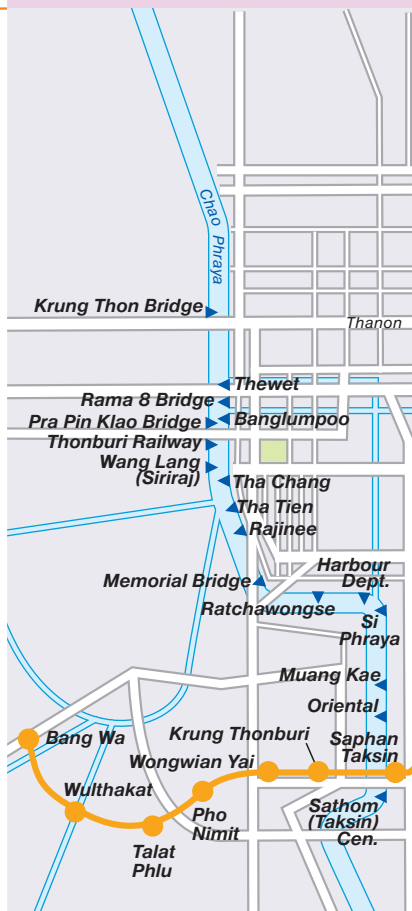 Chao Phraya
Krung Thon Bridge
Thanon
Thewet
Rama 8 Bridge
Pra Pin Klao Bridge
Banglumpoo
Thonburi Railway
Wang Lang
(Siriraj)
Tha Chang
Tha Tien
Rajinee
Harbour
Dept.
Memorial Bridge
Ratchawongse
Si
Phraya
Muang Kae
Oriental
Krung Thonburi
Saphan
Taksin
Bang Wa
Wongwian Yai
Wulthakat
Pho
Nimit
Sathom
(Taksin)
Cen.
Talat
Phlu